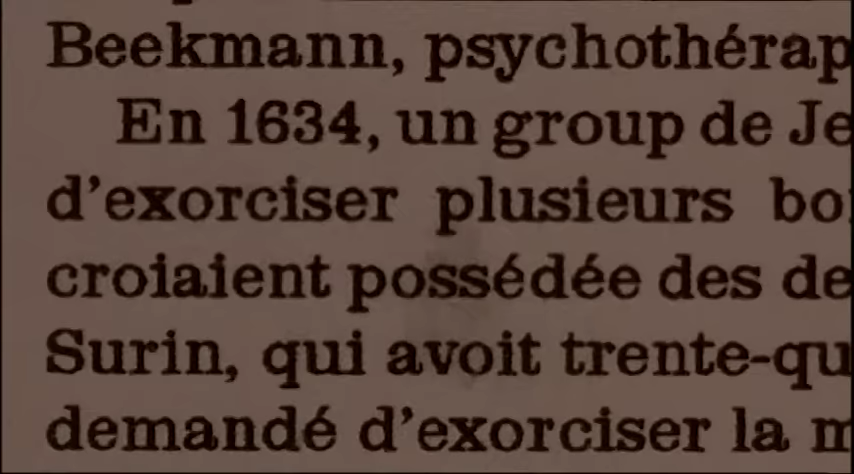 Beekmann, psychothérap
En 1634, un group de Je
d'exorciser plusieurs bo
croiaient possédée des de
Surin, qui avoit trente-qu
demandé d'exorciser la m